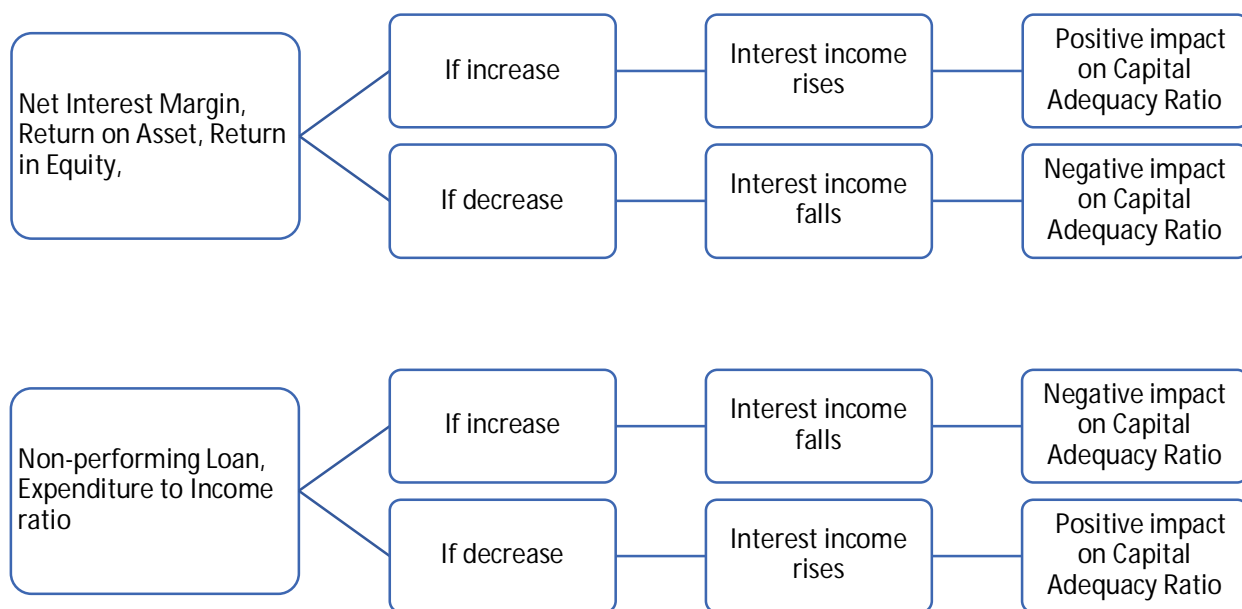 Net Interest Margin,
Return on Asset, Return
in Equity,
If increase
Interest income
rises
Positive impact
on Capital
Adequacy Ratio
If decrease
Interest income
falls
Negative impact
on Capital
Adequacy Ratio
Non-performing Loan,
Expenditure to Income
ratio
If increase
Interest income
falls
Negative impact
on Capital
Adequacy Ratio
If decrease
Interest income
rises
Positive impact
on Capital
Adequacy Ratio